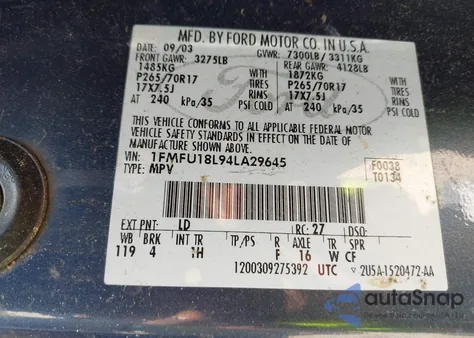 MFD. BY FORD MOTOR CO. IN U.S.A.
DATE: 09/03 GVWR: 7300LB / 3311KG
FRONT GAWR: 3275LB REAR GAWR: 4128LB
1485KG WITH 1872KG WITH
P265/70R17 TIRES P265/70R17 TIRES
17X7.5J RIMS 17X7.5J RIMS
AT 240 kPa/35 PSI COLD AT 240 kPa/35 PSI COLD
THIS VEHICLE CONFORMS TO ALL APPLICABLE FEDERAL MOTOR
VEHICLE SAFETY STANDARDS IN EFFECT ON THE DATE OF MANUFACTURE
SHOWN ABOVE.
VIN: 1FMFU18L94LA29645
TYPE: MPV
F0038
T0134
EXT PNT: LD RC: 27 DSO:
WB BRK INT TR TP/PS R AXLE TR SPR
119 4 1H F 16 W CF
1200309275392 UTC 2U5A-1520472-AA
Ford
autoSnap